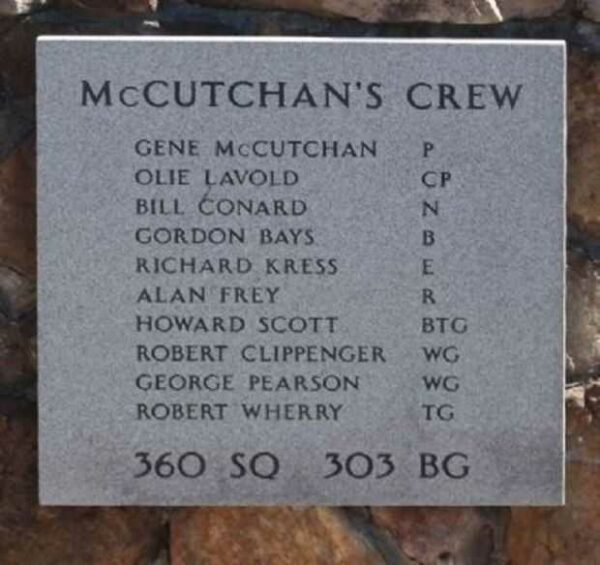 McCUTCHAN'S CREW
GENE McCUTCHAN P
OLIE LAVOLD CP
BILL CONARD N
GORDON BAYS B
RICHARD KRESS E
ALAN FREY R
HOWARD SCOTT BTG
ROBERT CLIPPENGER WG
GEORGE PEARSON WG
ROBERT WHERRY TG
360 SQ 303 BG